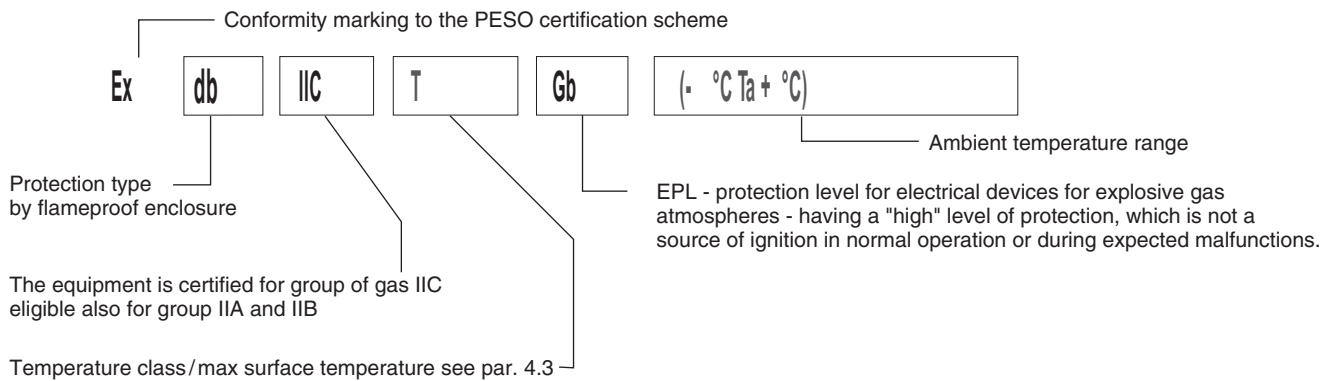 Conformity marking to the PESO certification scheme
Ex db IIC T Gb (- °C Ta + °C)
Ambient temperature range
Protection type
by flameproof enclosure
EPL - protection level for electrical devices for explosive gas
atmospheres - having a "high" level of protection, which is not a
source of ignition in normal operation or during expected malfunctions.
The equipment is certified for group of gas IIC
eligible also for group IIA and IIB
Temperature class/max surface temperature see par. 4.3